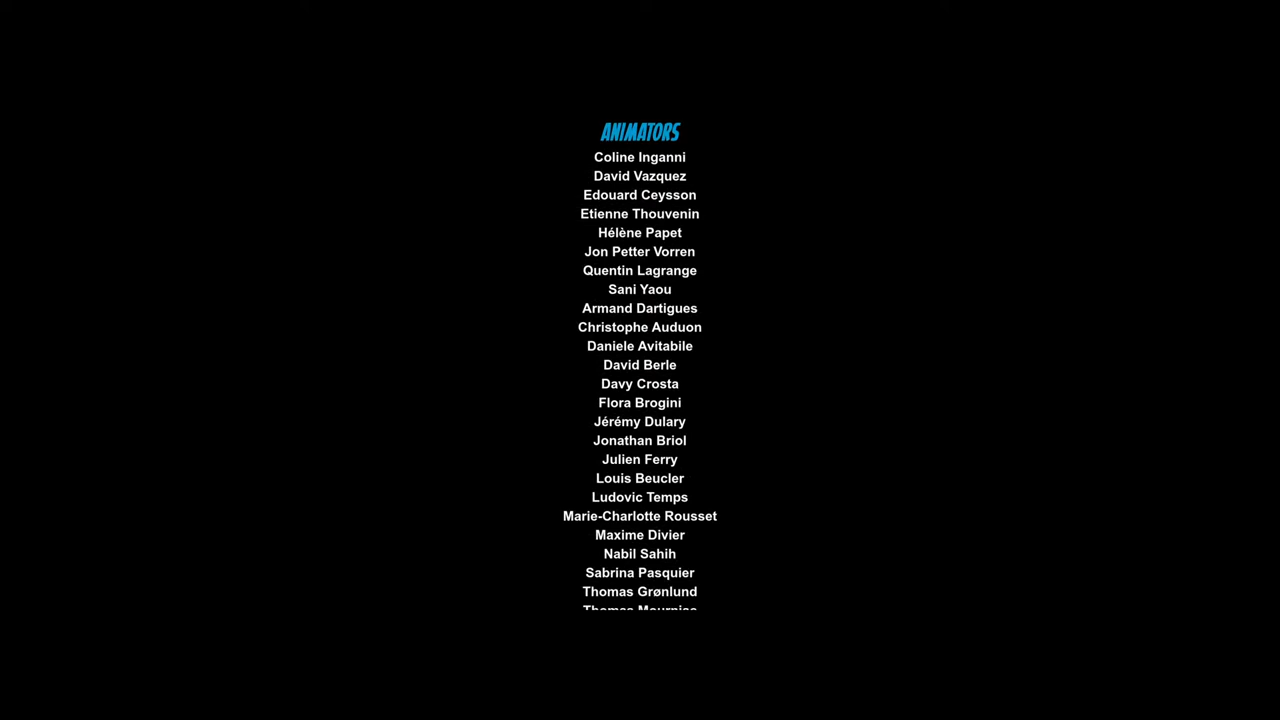 ANIMATORS
Coline Inganni
David Vazquez
Edouard Ceysson
Etienne Thouvenin
Hélène Papet
Jon Petter Vorren
Quentin Lagrange
Sani Yaou
Armand Dartigues
Christophe Auduon
Daniele Avitabile
David Berle
Davy Crosta
Flora Brogini
Jérémy Dulary
Jonathan Briol
Julien Ferry
Louis Beucler
Ludovic Temps
Marie-Charlotte Rousset
Maxime Divier
Nabil Sahih
Sabrina Pasquier
Thomas Grønlund
Thomas